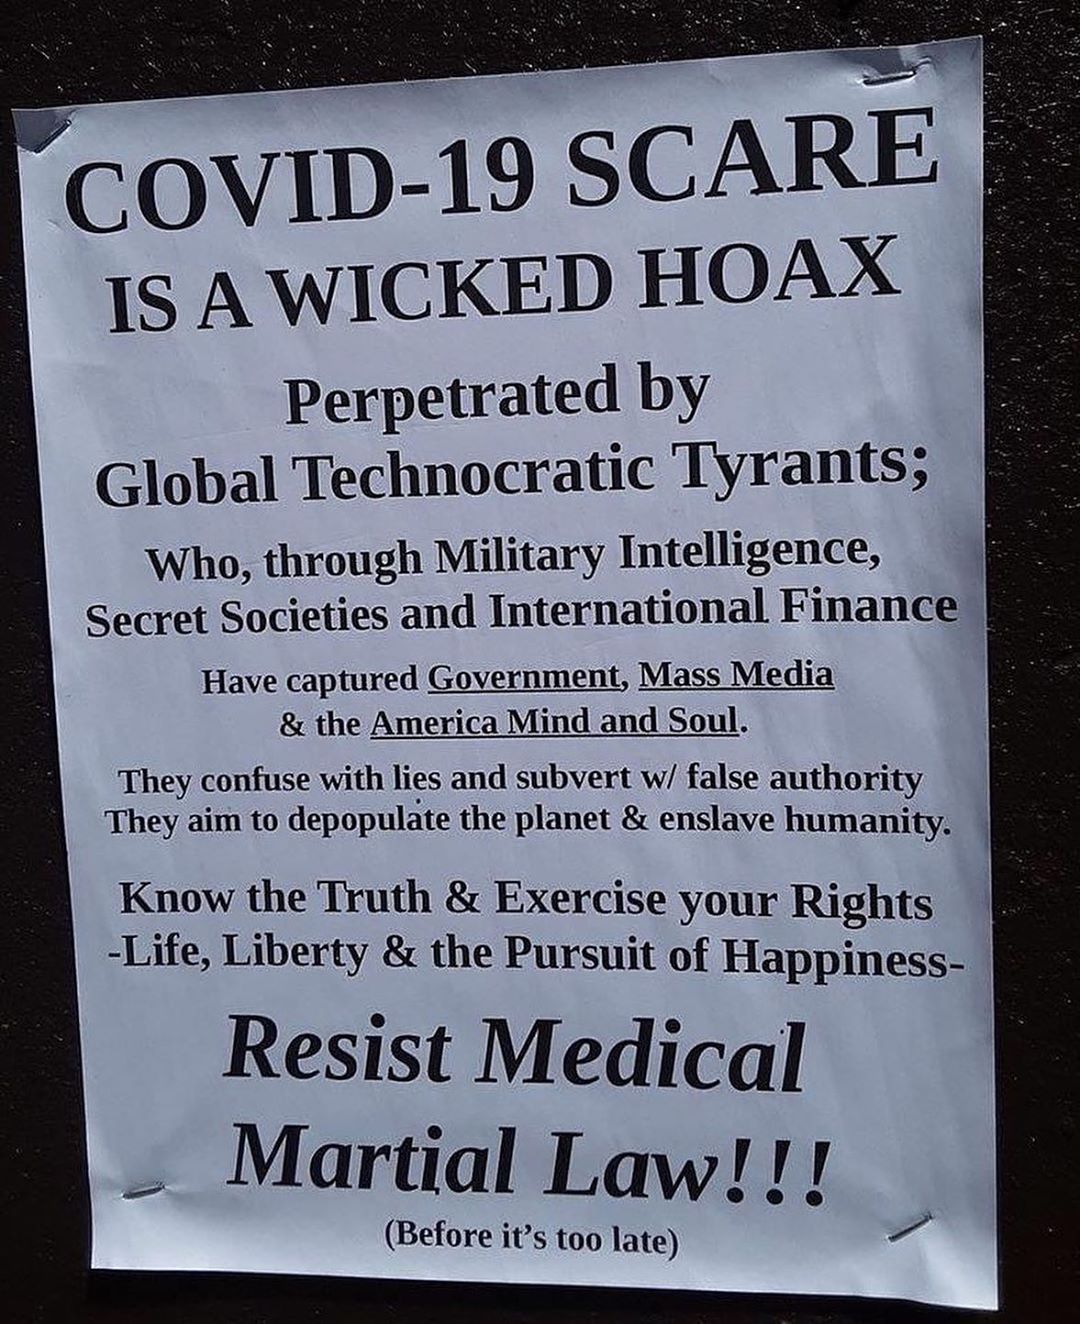 COVID-19 SCARE
IS A WICKED HOAX
Perpetrated by
Global Technocratic Tyrants;
Who, through Military Intelligence,
Secret Societies and International Finance
Have captured Government, Mass Media
& the America Mind and Soul.
They confuse with lies and subvert w/ false authority
They aim to depopulate the planet & enslave humanity.
Know the Truth & Exercise your Rights
-Life, Liberty & the Pursuit of Happiness-
Resist Medical
Martial Law!!!
(Before it’s too late)